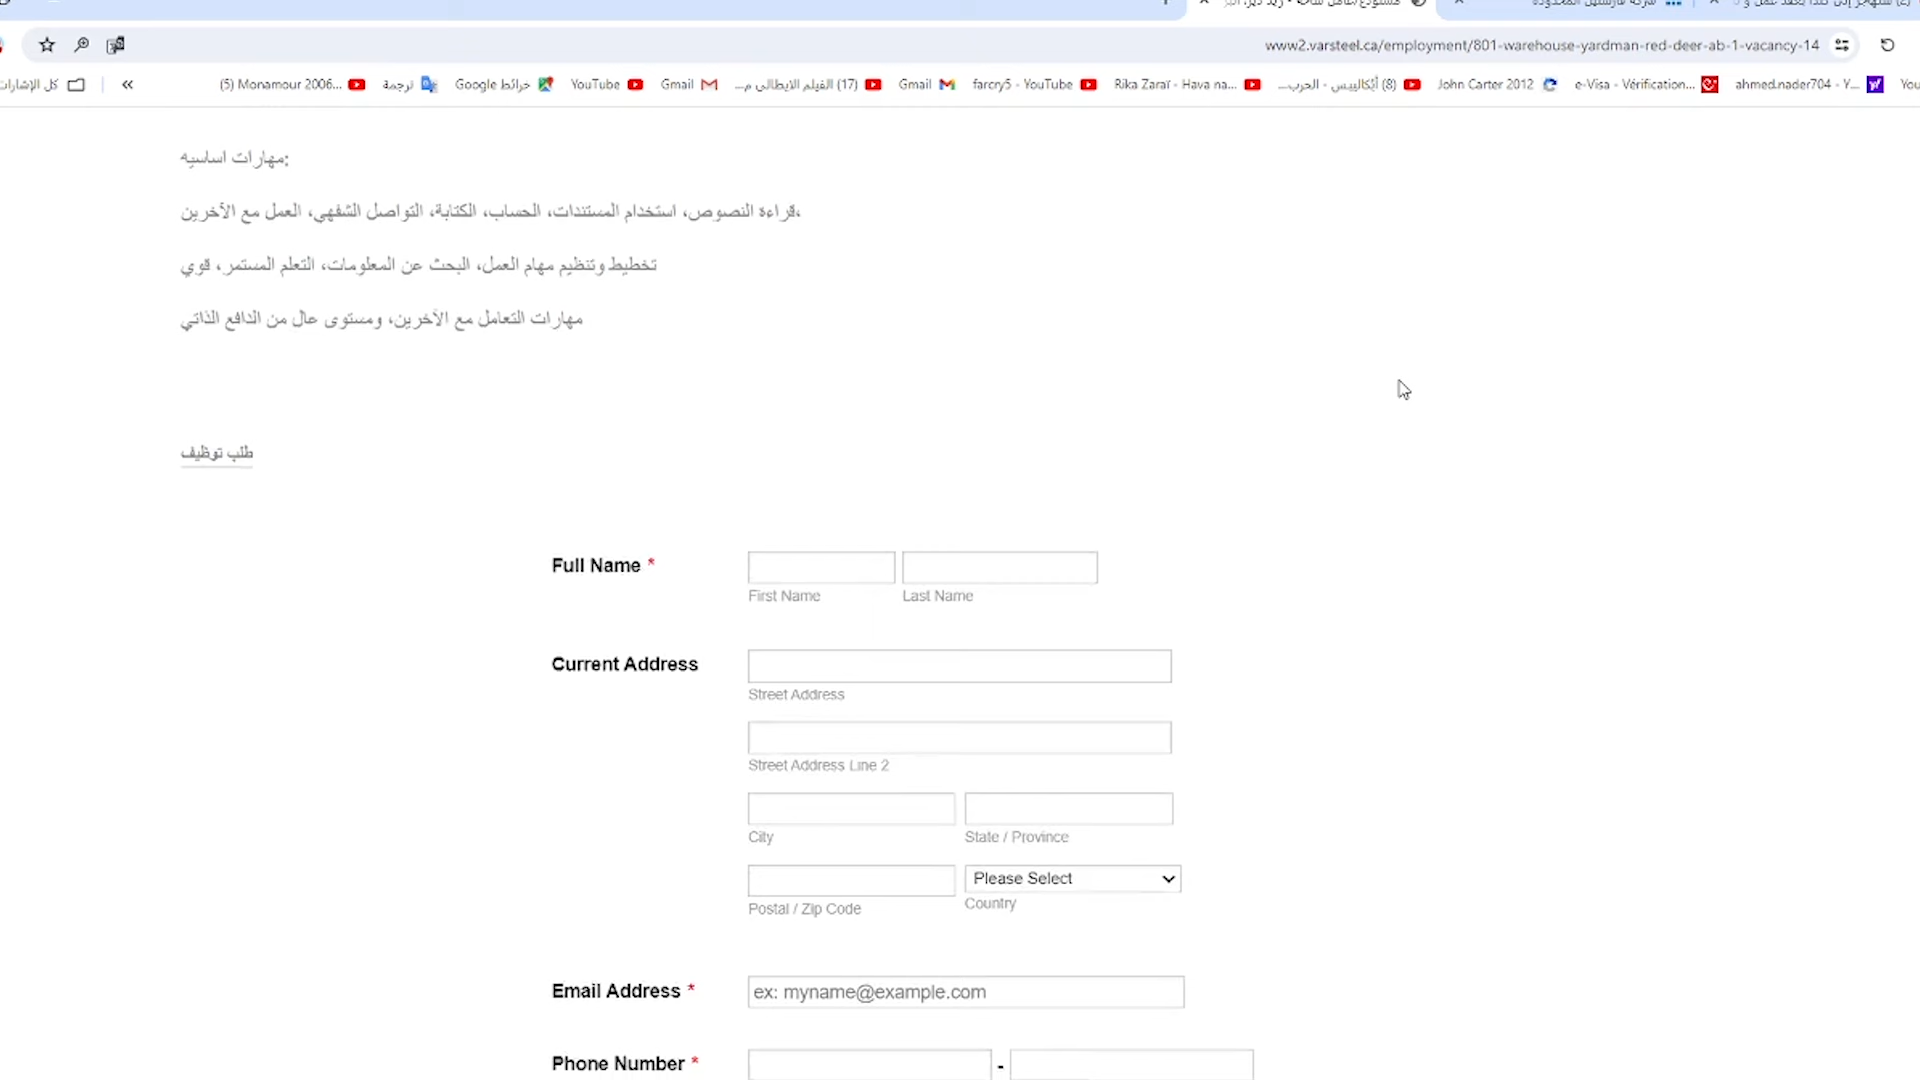 www2.varsteel.ca/employment/801-warehouse-yardman-red-deer-ab-1-vacancy-14
(5) Monamour 2006...
ترجمة
خرائط Google
YouTube
Gmail
(17) الفيلم الايطالى م...
Gmail
farcry5 - YouTube
Rika Zaraï - Hava na...
John Carter 2012
e-Visa - Vérification...
ahmed.nader704 - Y...
مهارات اساسيه:
قراءة النصوص، استخدام المستندات، الحساب، الكتابة، التواصل الشفهي، العمل مع الآخرين،
تخطيط وتنظيم مهام العمل، البحث عن المعلومات، التعلم المستمر، قوي
مهارات التعامل مع الآخرين، ومستوى عالٍ من الدافع الذاتي
طلب توظيف
Full Name *
First Name
Last Name
Current Address
Street Address
Street Address Line 2
City
State / Province
Please Select
Postal / Zip Code
Country
Email Address *
ex: myname@example.com
Phone Number *
-